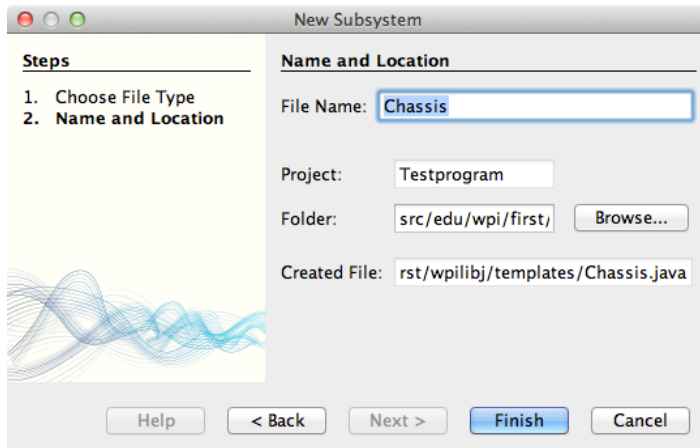 New Subsystem
Steps
1. Choose File Type
2. Name and Location
Name and Location
File Name: Chassis
Project: Testprogram
Folder: src/edu/wpi/first/ Browse...
Created File: rst/wpilibj/templates/Chassis.java
Help < Back Next > Finish Cancel